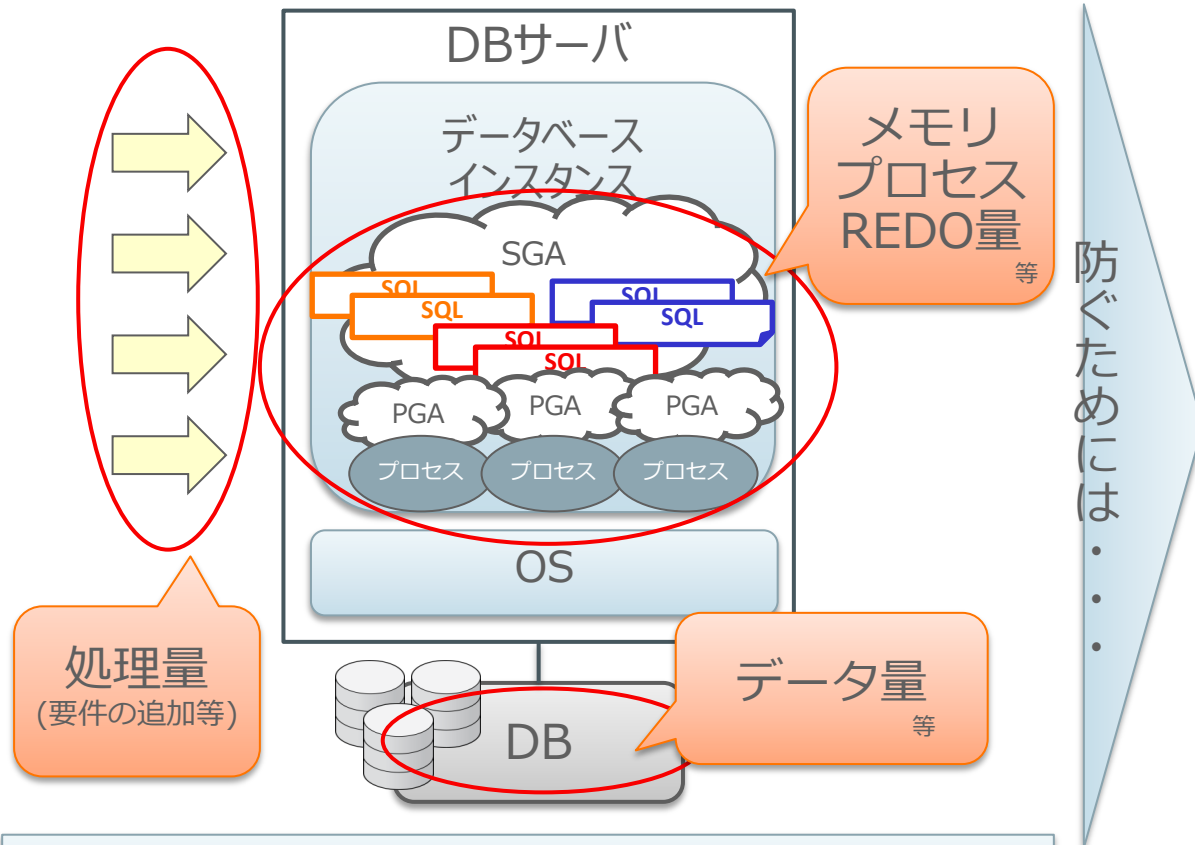 DBサーバ
データベース
インスタンス
SGA
SQL
SQL
SQL
SQL
SQL
SQL
PGA
PGA
PGA
プロセス
プロセス
プロセス
OS
DB
メモリ
プロセス
REDO量
等
処理量
(要件の追加等)
データ量
等
防ぐためには・・・